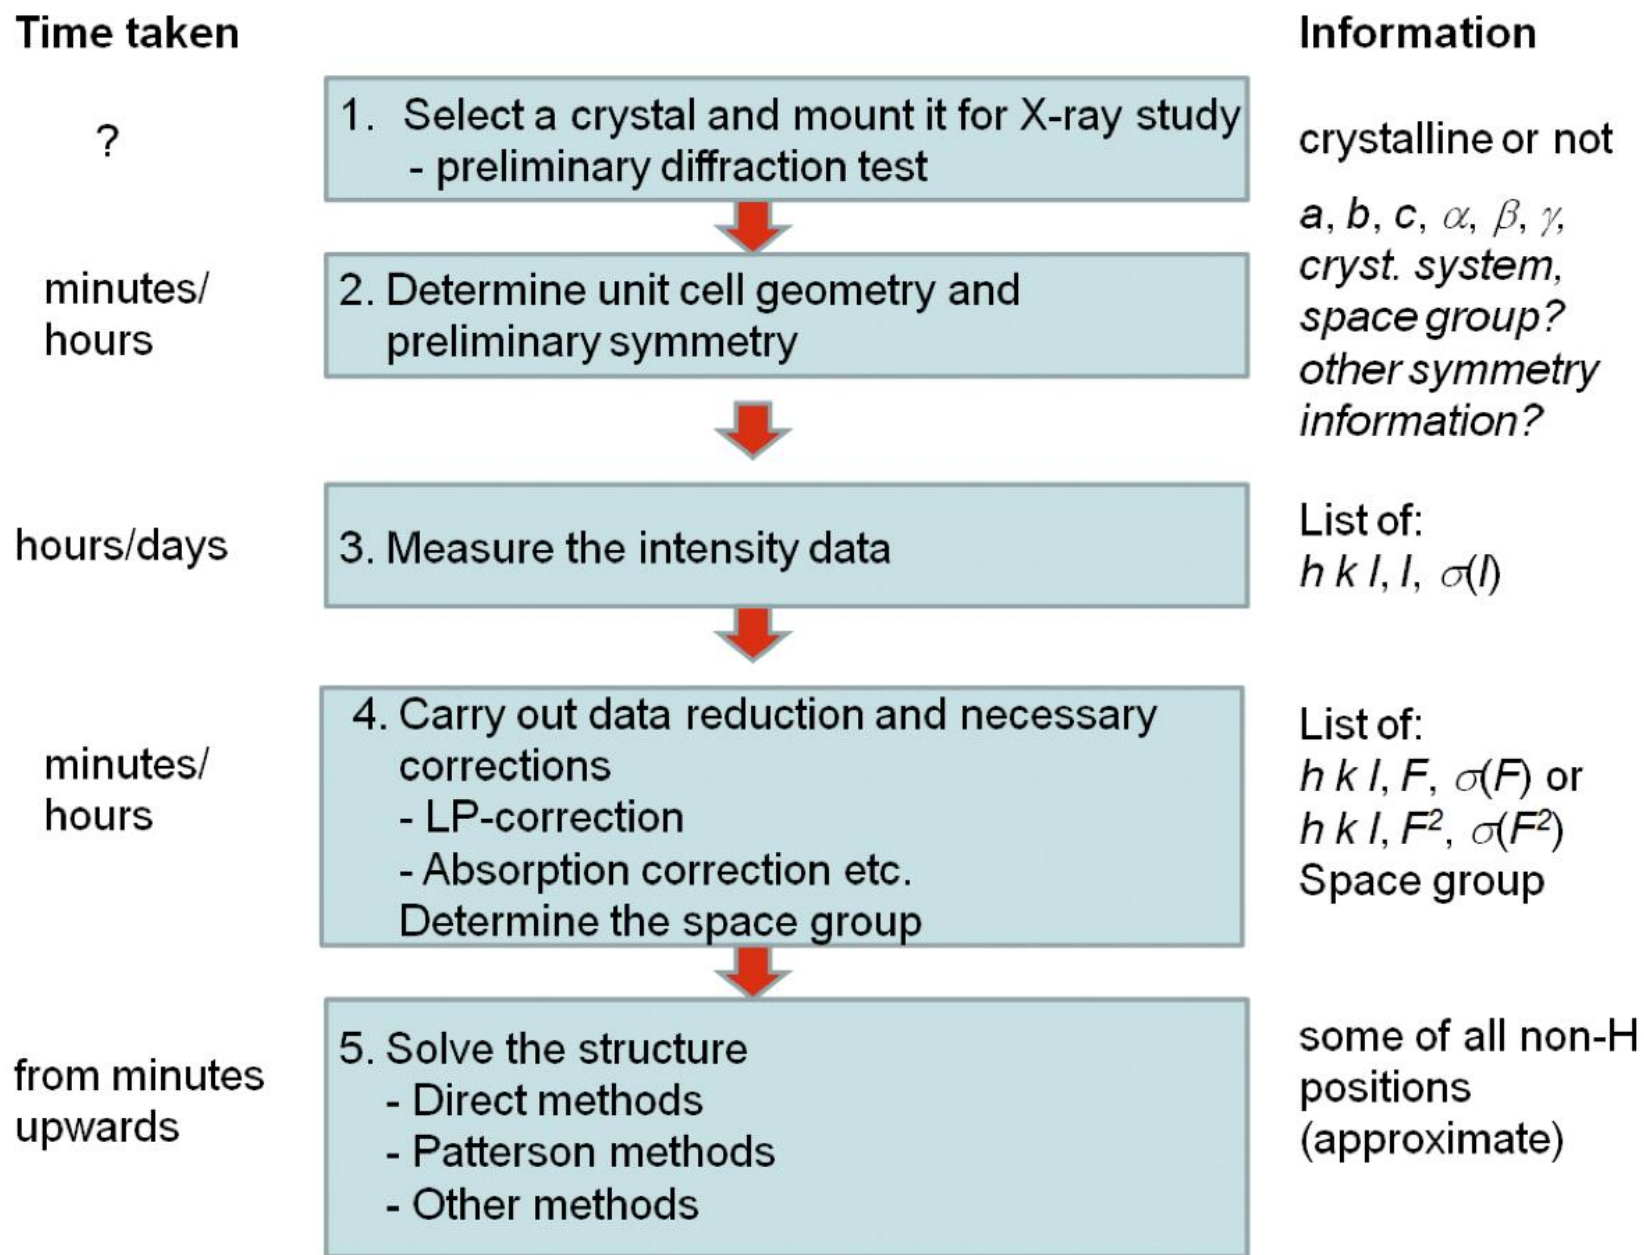 Time taken
Information
?
1. Select a crystal and mount it for X-ray study
- preliminary diffraction test
crystalline or not
minutes/
hours
2. Determine unit cell geometry and
preliminary symmetry
a, b, c, α, β, γ,
cryst. system,
space group?
other symmetry
information?
hours/days
3. Measure the intensity data
List of:
h k l, I, σ(I)
minutes/
hours
4. Carry out data reduction and necessary
corrections
- LP-correction
- Absorption correction etc.
Determine the space group
List of:
h k l, F, σ(F) or
h k l, F², σ(F²)
Space group
from minutes
upwards
5. Solve the structure
- Direct methods
- Patterson methods
- Other methods
some of all non-H
positions
(approximate)